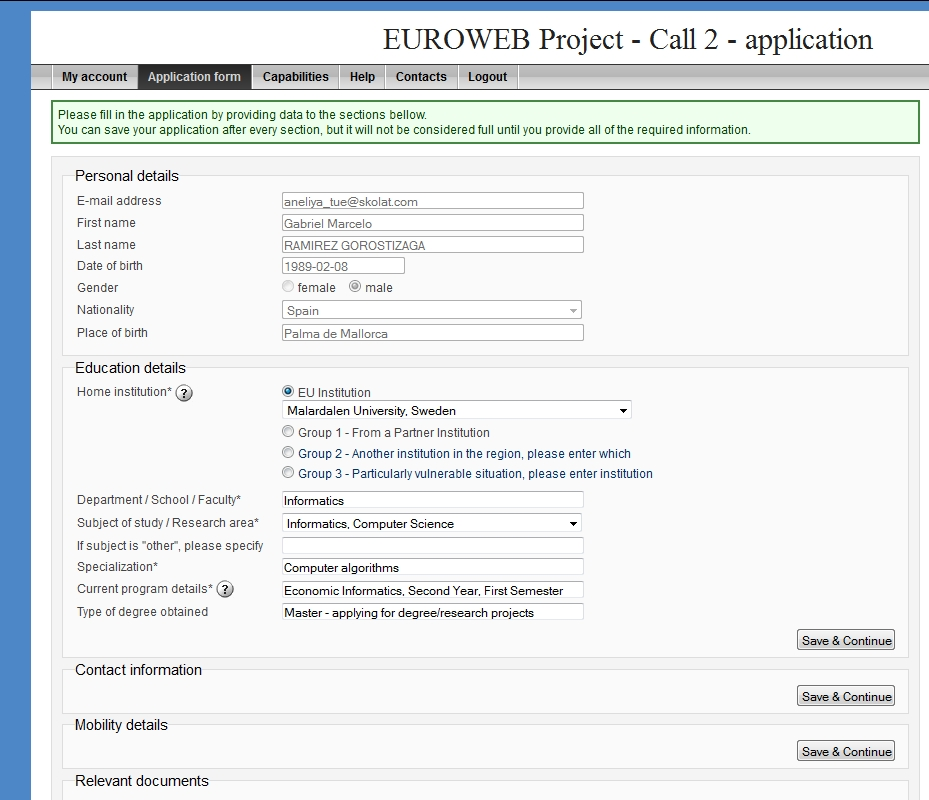 EUROWEB Project - Call 2 - application
My account Application form Capabilities Help Contacts Logout
Please fill in the application by providing data to the sections bellow.
You can save your application after every section, but it will not be considered full until you provide all of the required information.
Personal details
E-mail address aneliya_tue@skolat.com
First name Gabriel Marcelo
Last name RAMIREZ GOROSTIZAGA
Date of birth 1989-02-08
Gender female male
Nationality Spain
Place of birth Palma de Mallorca
Education details
Home institution* ? EU Institution
Malardalen University, Sweden
Group 1 - From a Partner Institution
Group 2 - Another institution in the region, please enter which
Group 3 - Particularly vulnerable situation, please enter institution
Department / School / Faculty* Informatics
Subject of study / Research area* Informatics, Computer Science
If subject is "other", please specify
Specialization* Computer algorithms
Current program details* ? Economic Informatics, Second Year, First Semester
Type of degree obtained Master - applying for degree/research projects
Save & Continue
Contact information
Save & Continue
Mobility details
Save & Continue
Relevant documents